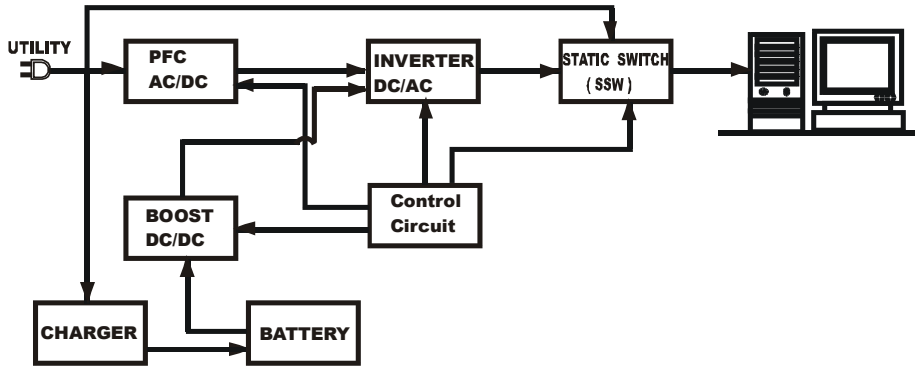 UTILITY
PFC
AC/DC
INVERTER
DC/AC
STATIC SWITCH
( SSW )
BOOST
DC/DC
Control
Circuit
CHARGER
BATTERY